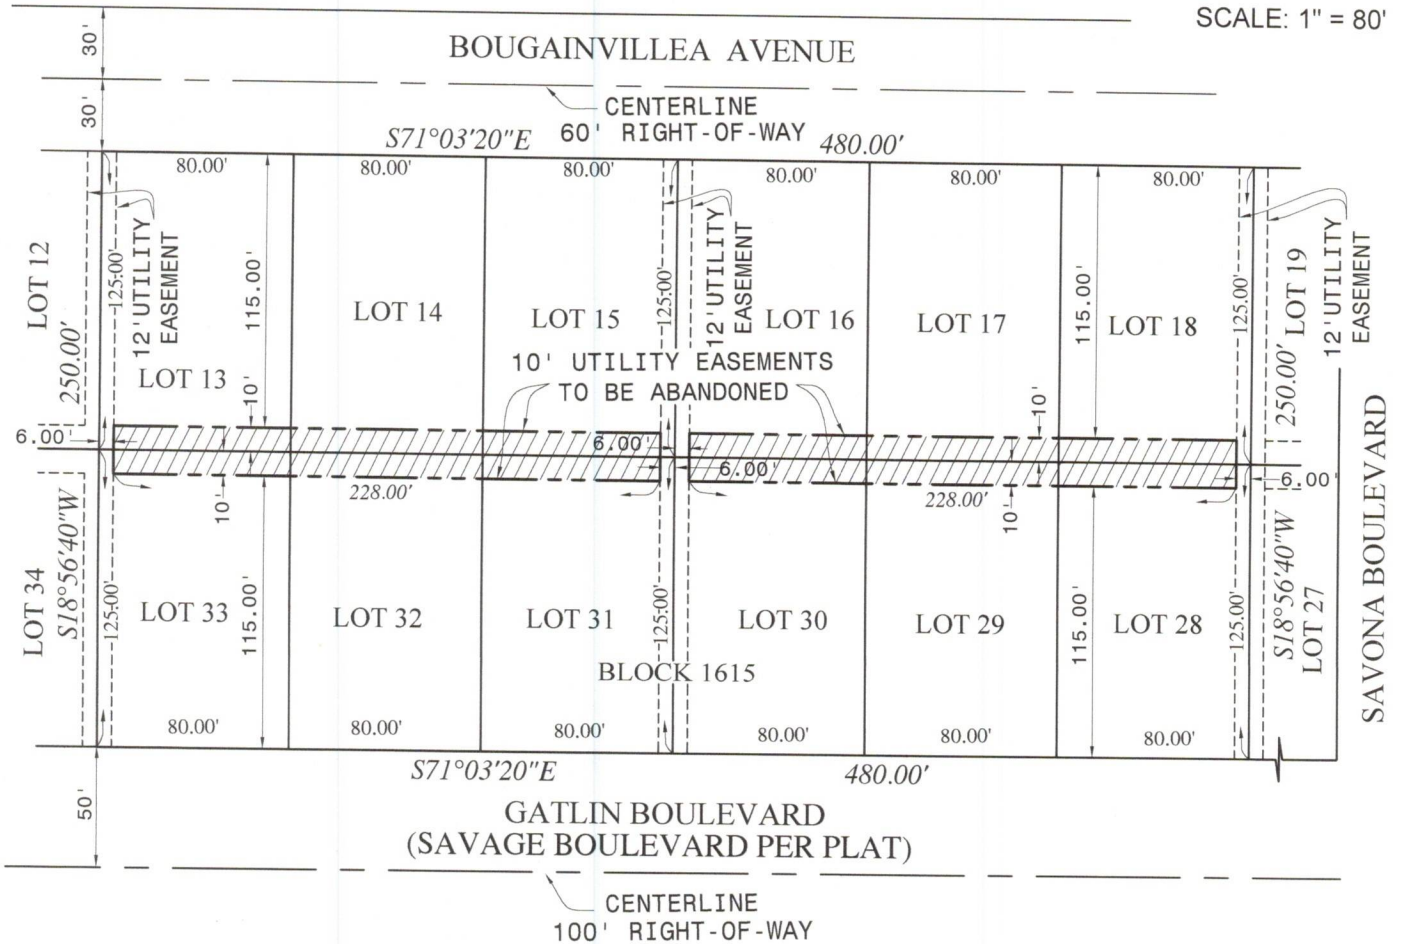 SCALE: 1" = 80'
30'
BOUGAINVILLEA AVENUE
30'
CENTERLINE
60' RIGHT-OF-WAY
S71°03'20"E
480.00'
80.00'
80.00'
80.00'
80.00'
80.00'
80.00'
LOT 12
250.00'
125.00'
12' UTILITY
EASEMENT
115.00'
LOT 13
LOT 14
LOT 15
125.00'
12' UTILITY
EASEMENT
LOT 16
LOT 17
115.00'
LOT 18
125.00'
250.00'
LOT 19
12' UTILITY
EASEMENT
10' UTILITY EASEMENTS
TO BE ABANDONED
10'
10'
6.00'
6.00'
6.00'
6.00'
228.00'
228.00'
10'
10'
LOT 34
S18°56'40"W
125.00'
LOT 33
115.00'
LOT 32
LOT 31
125.00'
LOT 30
LOT 29
115.00'
LOT 28
125.00'
S18°56'40"W
LOT 27
SAVONA BOULEVARD
BLOCK 1615
80.00'
80.00'
80.00'
80.00'
80.00'
80.00'
S71°03'20"E
480.00'
50'
GATLIN BOULEVARD
(SAVAGE BOULEVARD PER PLAT)
CENTERLINE
100' RIGHT-OF-WAY